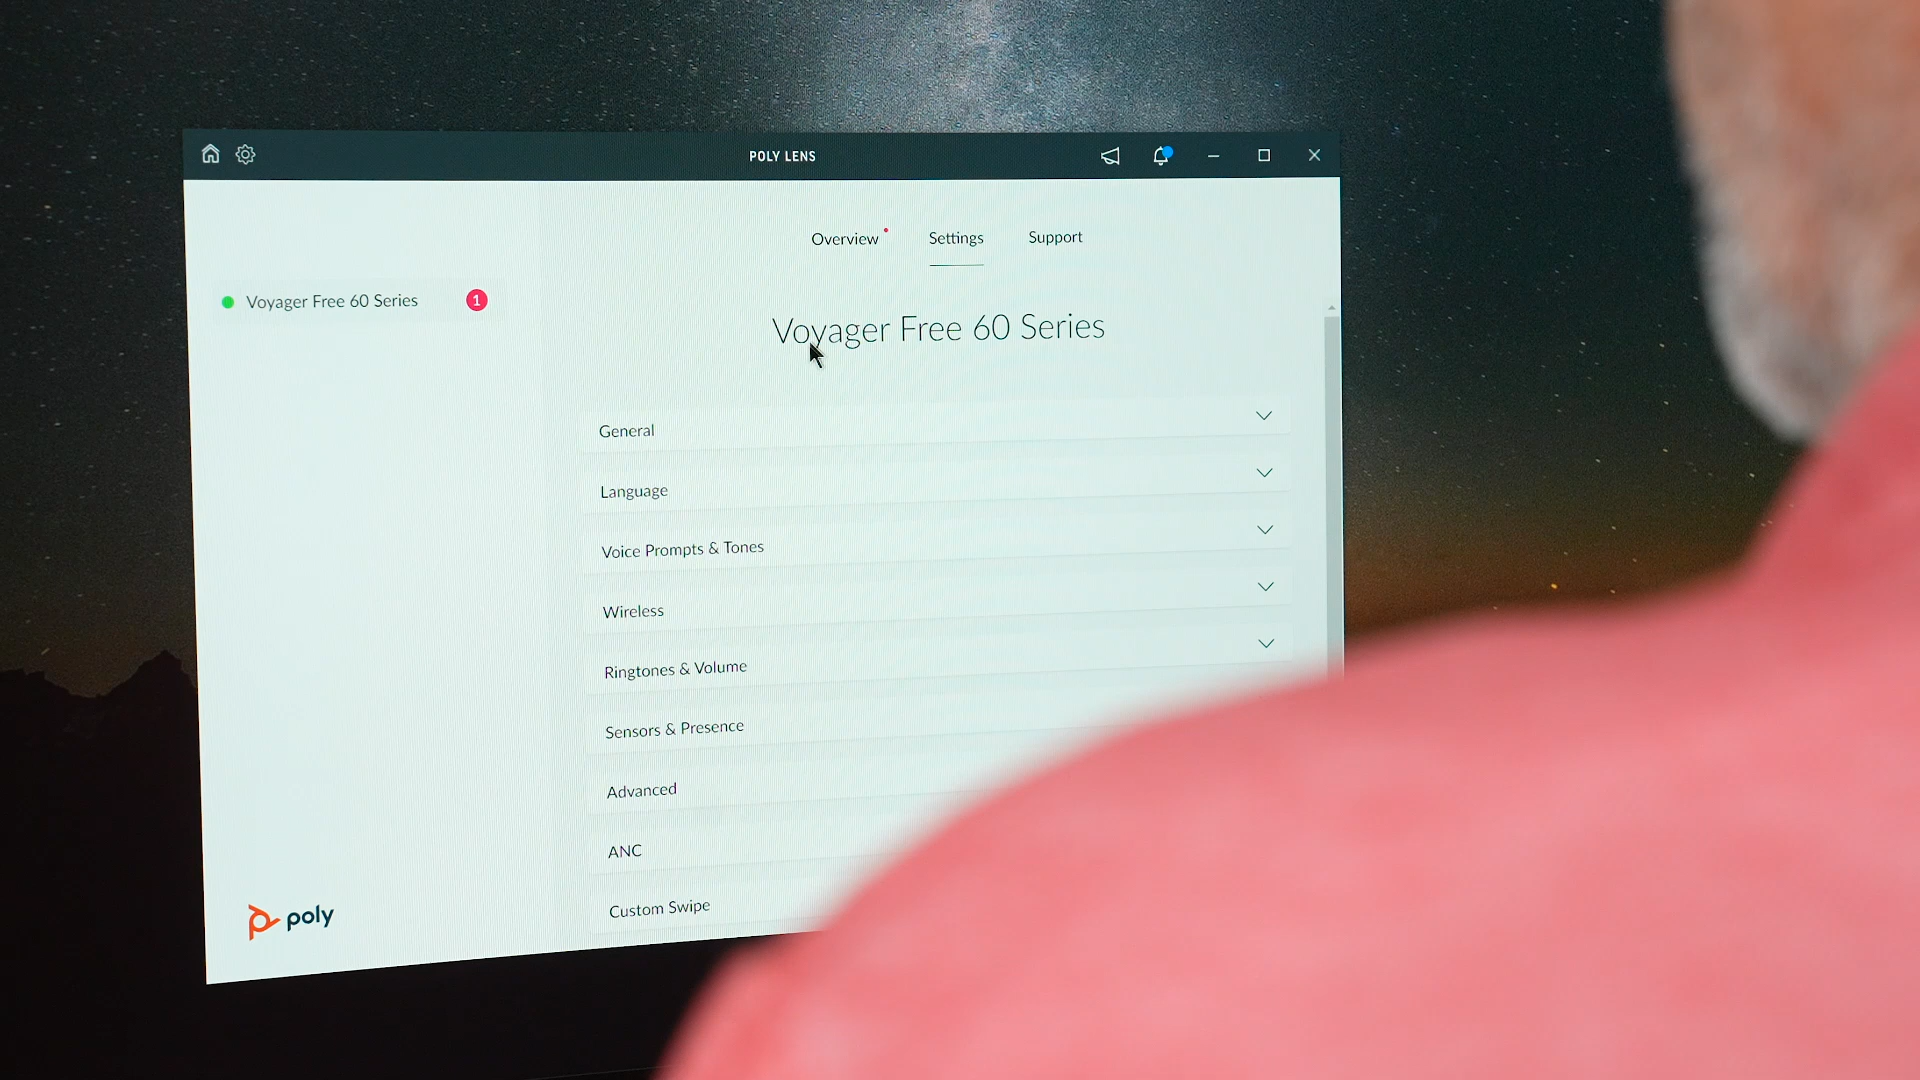 POLY LENS
Overview Settings Support
Voyager Free 60 Series 1
Voyager Free 60 Series
General
Language
Voice Prompts & Tones
Wireless
Ringtones & Volume
Sensors & Presence
Advanced
ANC
Custom Swipe
poly